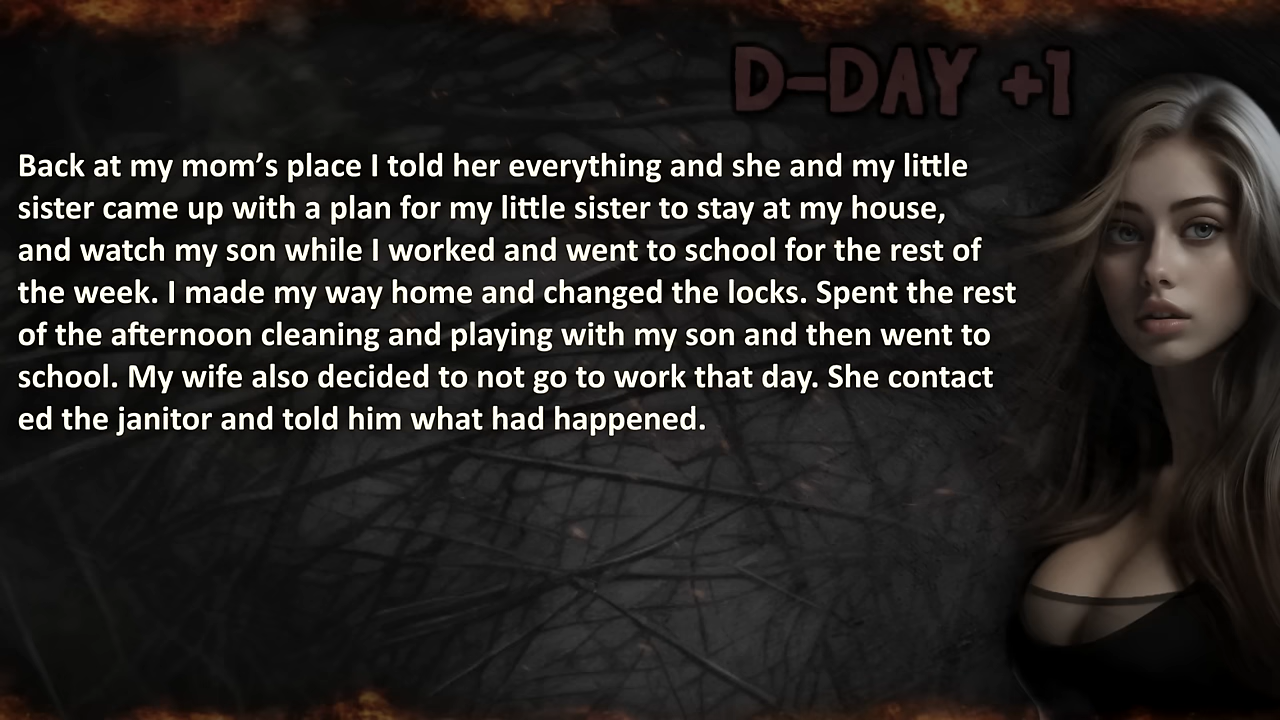 D-DAY +1
Back at my mom’s place I told her everything and she and my little
sister came up with a plan for my little sister to stay at my house,
and watch my son while I worked and went to school for the rest of
the week. I made my way home and changed the locks. Spent the rest
of the afternoon cleaning and playing with my son and then went to
school. My wife also decided to not go to work that day. She contact
ed the janitor and told him what had happened.